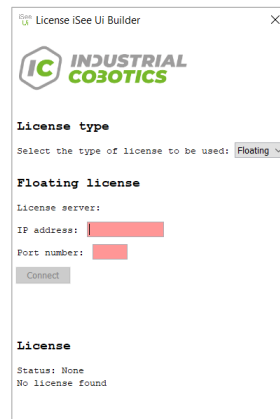 iSee Ui License iSee Ui Builder
IC INDUSTRIAL
COBOTICS
License type
Select the type of license to be used: Floating
Floating license
License server:
IP address:
Port number:
Connect
License
Status: None
No license found